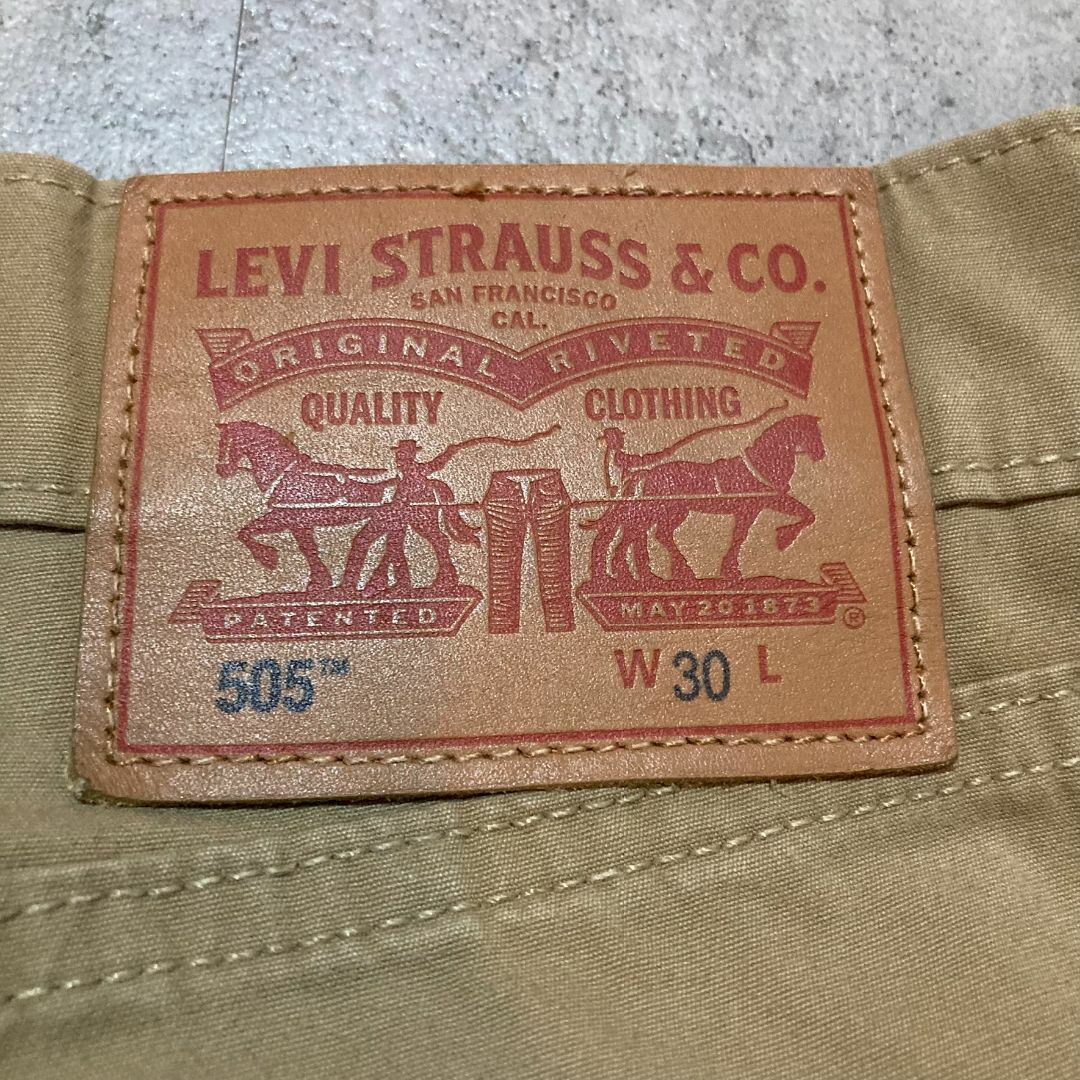 LEVI STRAUSS & CO.
SAN FRANCISCO
CAL.
ORIGINAL RIVETED
QUALITY CLOTHING
PATENTED MAY 20 1873 ®
505™ W 30 L